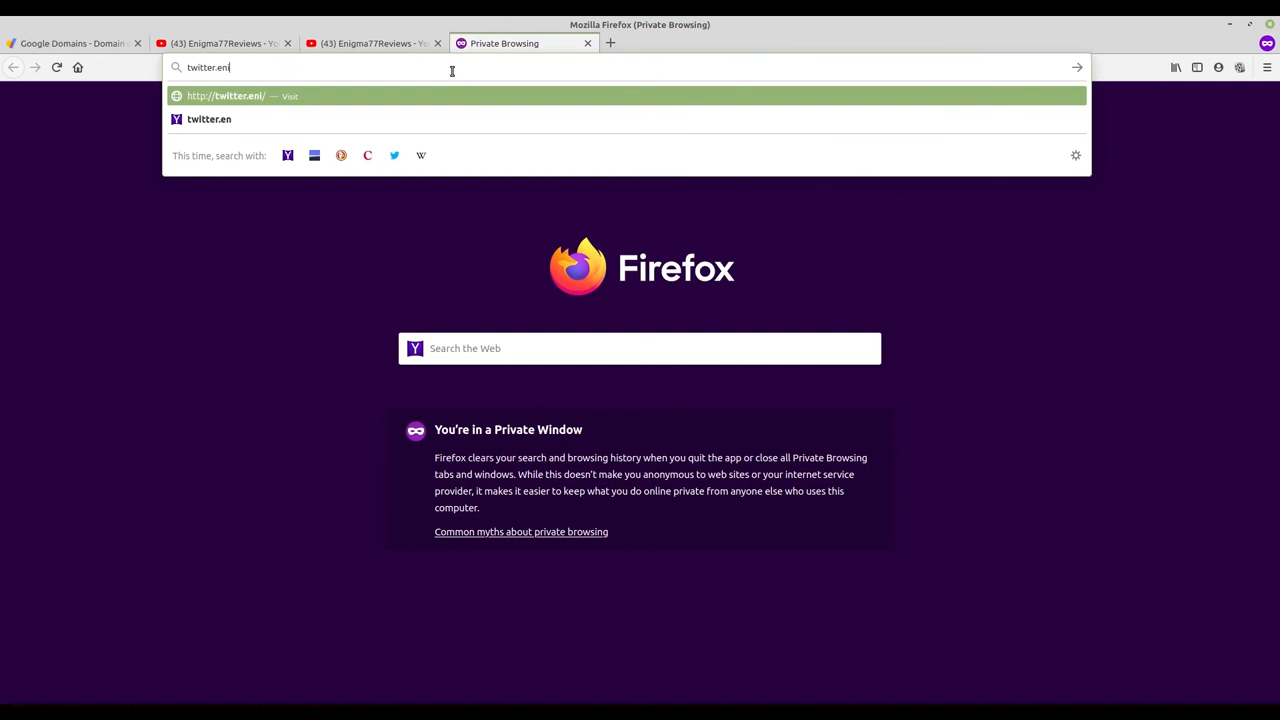 Mozilla Firefox (Private Browsing)
Google Domains - Domain
(43) Enigma77Reviews - Yo
(43) Enigma77Reviews - Yo
Private Browsing
twitter.eni
http://twitter.eni/ — Visit
twitter.en
This time, search with:
Firefox
Search the Web
You're in a Private Window
Firefox clears your search and browsing history when you quit the app or close all Private Browsing
tabs and windows. While this doesn't make you anonymous to web sites or your internet service
provider, it makes it easier to keep what you do online private from anyone else who uses this
computer.
Common myths about private browsing